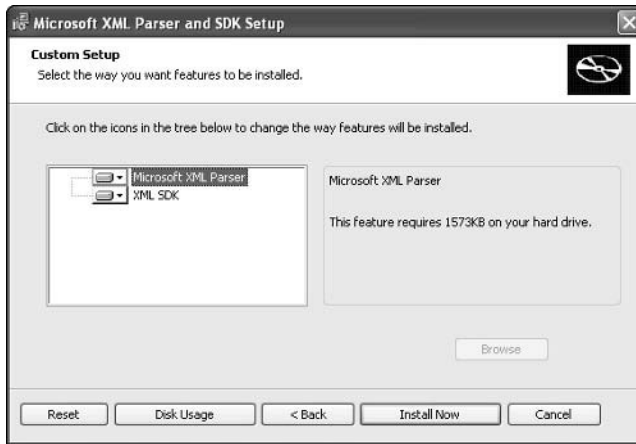 Microsoft XML Parser and SDK Setup
Custom Setup
Select the way you want features to be installed.
Click on the icons in the tree below to change the way features will be installed.
Microsoft XML Parser
XML SDK
Microsoft XML Parser
This feature requires 1573KB on your hard drive.
Browse
Reset
Disk Usage
< Back
Install Now
Cancel